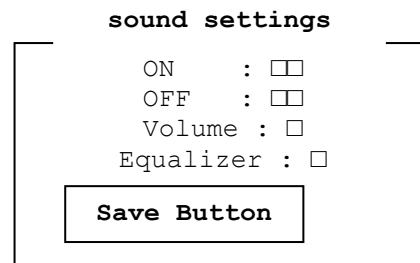 sound settings
ON : □□
OFF : □□
Volume : □
Equalizer : □
Save Button